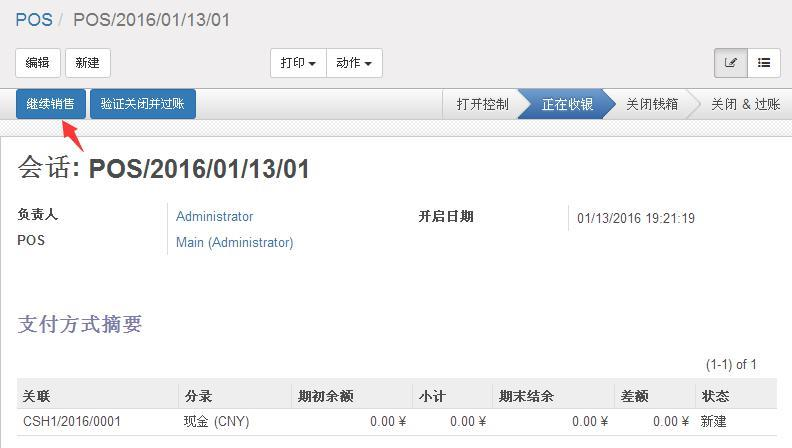 POS / POS/2016/01/13/01
编辑 新建 打印 动作
继续销售 验证关闭并过账 打开控制 正在收银 关闭钱箱 关闭 & 过账
会话: POS/2016/01/13/01
负责人 Administrator 开启日期 01/13/2016 19:21:19
POS Main (Administrator)
支付方式摘要
(1-1) of 1
关联 分录 期初余额 小计 期末结余 差额 状态
CSH1/2016/0001 现金 (CNY) 0.00 ¥ 0.00 ¥ 0.00 ¥ 0.00 ¥ 新建